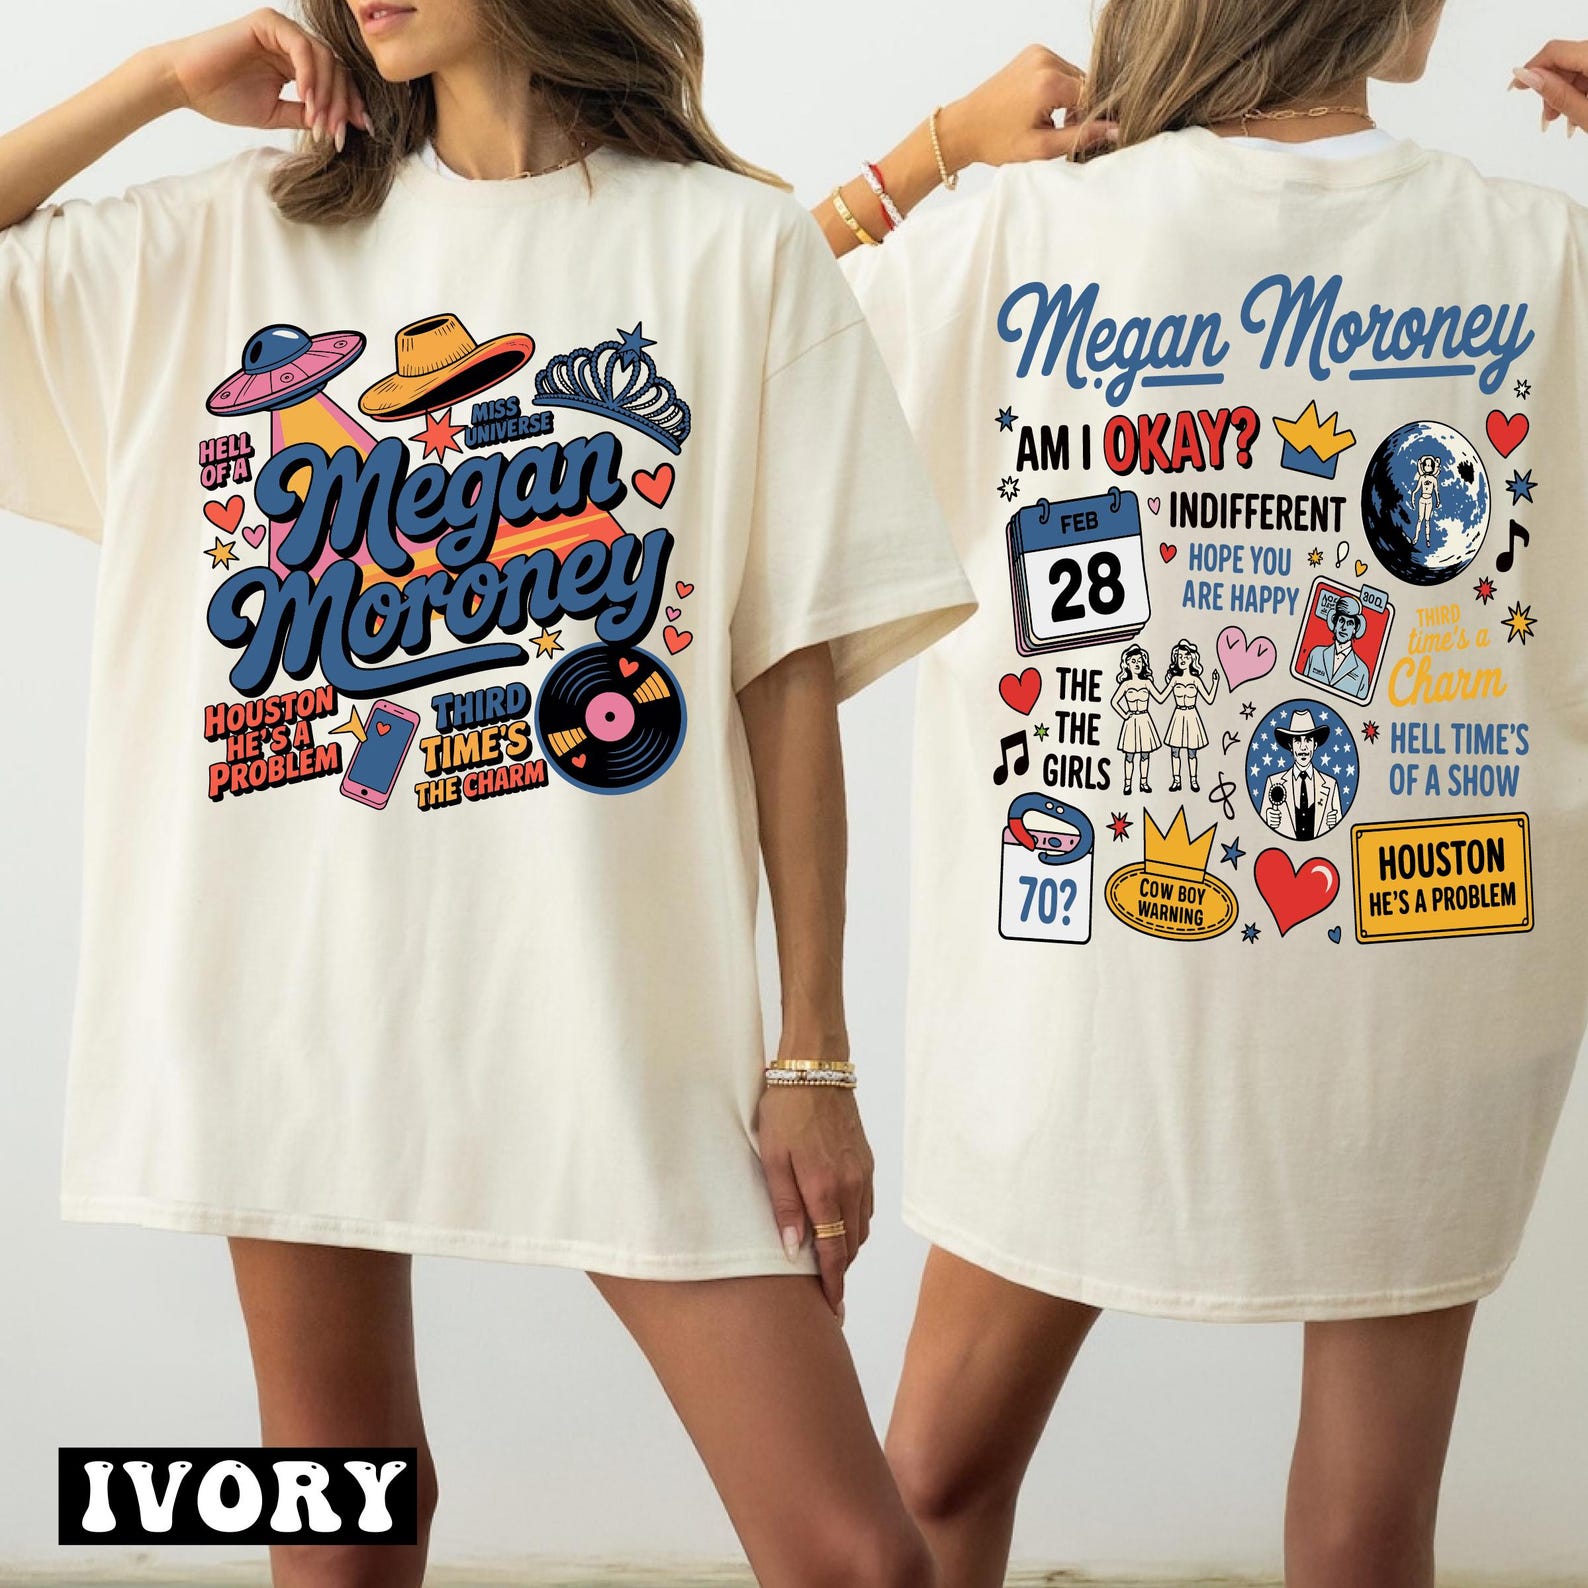 HELL
OF A
MISS
UNIVERSE
Megan
Moroney
HOUSTON
HE'S A
PROBLEM
THIRD
TIME'S
THE CHARM
Megan Moroney
AM I OKAY?
FEB
28
INDIFFERENT
HOPE YOU
ARE HAPPY
THIRD
time's a
Charm
THE
THE
GIRLS
HELL TIME'S
OF A SHOW
70?
COW BOY
WARNING
HOUSTON
HE'S A PROBLEM
IVORY